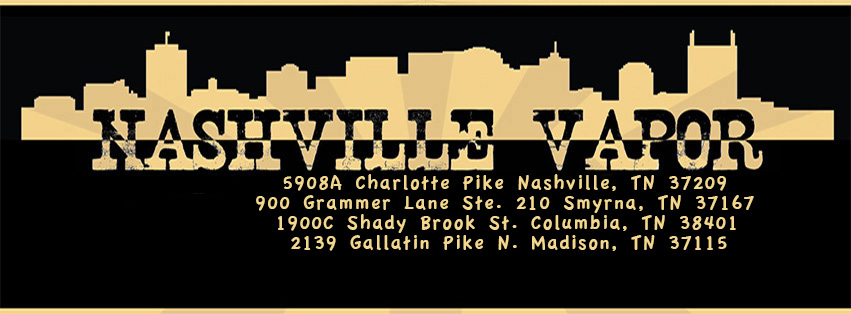 NASHVILLE VAPOR
5908A Charlotte Pike Nashville, TN 37209
900 Grammer Lane Ste. 210 Smyrna, TN 37167
1900C Shady Brook St. Columbia, TN 38401
2139 Gallatin Pike N. Madison, TN 37115